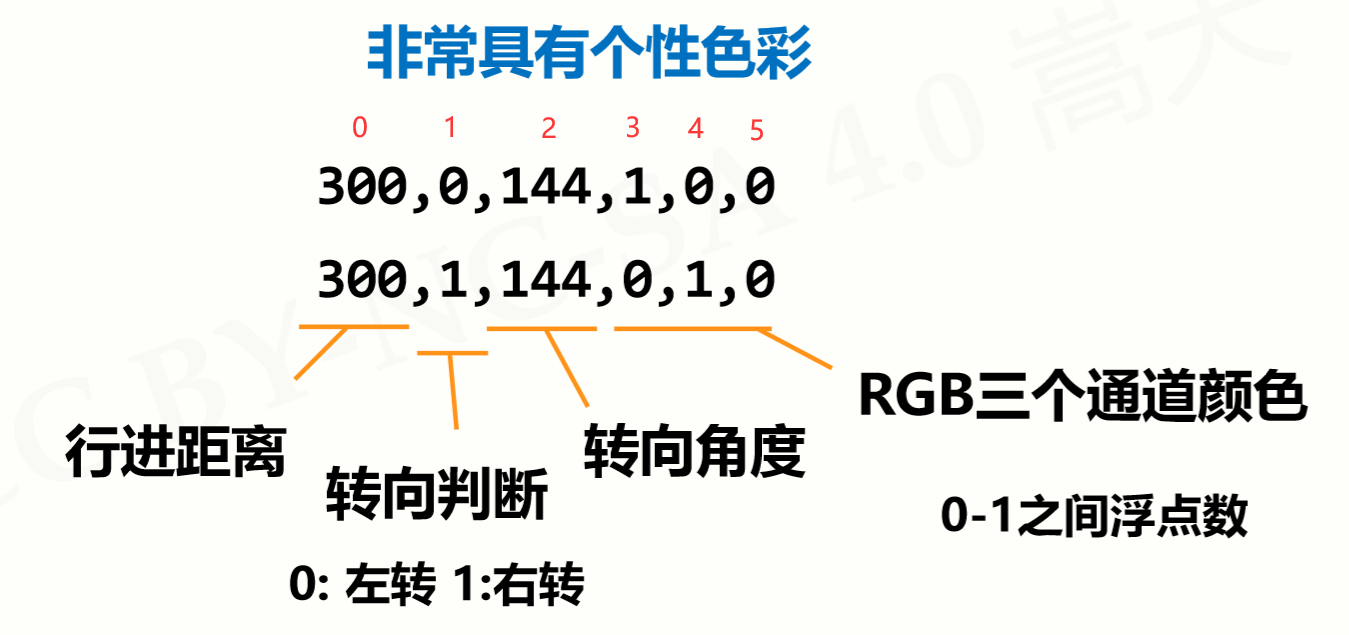 非常具有个性色彩
0 1 2 3 4 5
300,0,144,1,0,0
300,1,144,0,1,0
行进距离
转向判断
0: 左转 1:右转
转向角度
RGB三个通道颜色
0-1之间浮点数
CC BY-NC-SA 4.0 嵩天